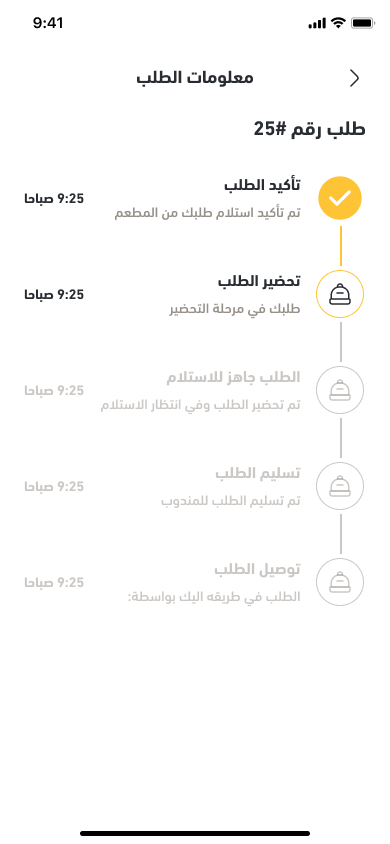 9:41
معلومات الطلب
طلب رقم #25
تأكيد الطلب
تم تأكيد استلام طلبك من المطعم
9:25 صباحا
تحضير الطلب
طلبك في مرحلة التحضير
9:25 صباحا
الطلب جاهز للاستلام
تم تحضير الطلب وفي انتظار الاستلام
9:25 صباحا
تسليم الطلب
تم تسليم الطلب للمندوب
9:25 صباحا
توصيل الطلب
الطلب في طريقه اليك بواسطة:
9:25 صباحا